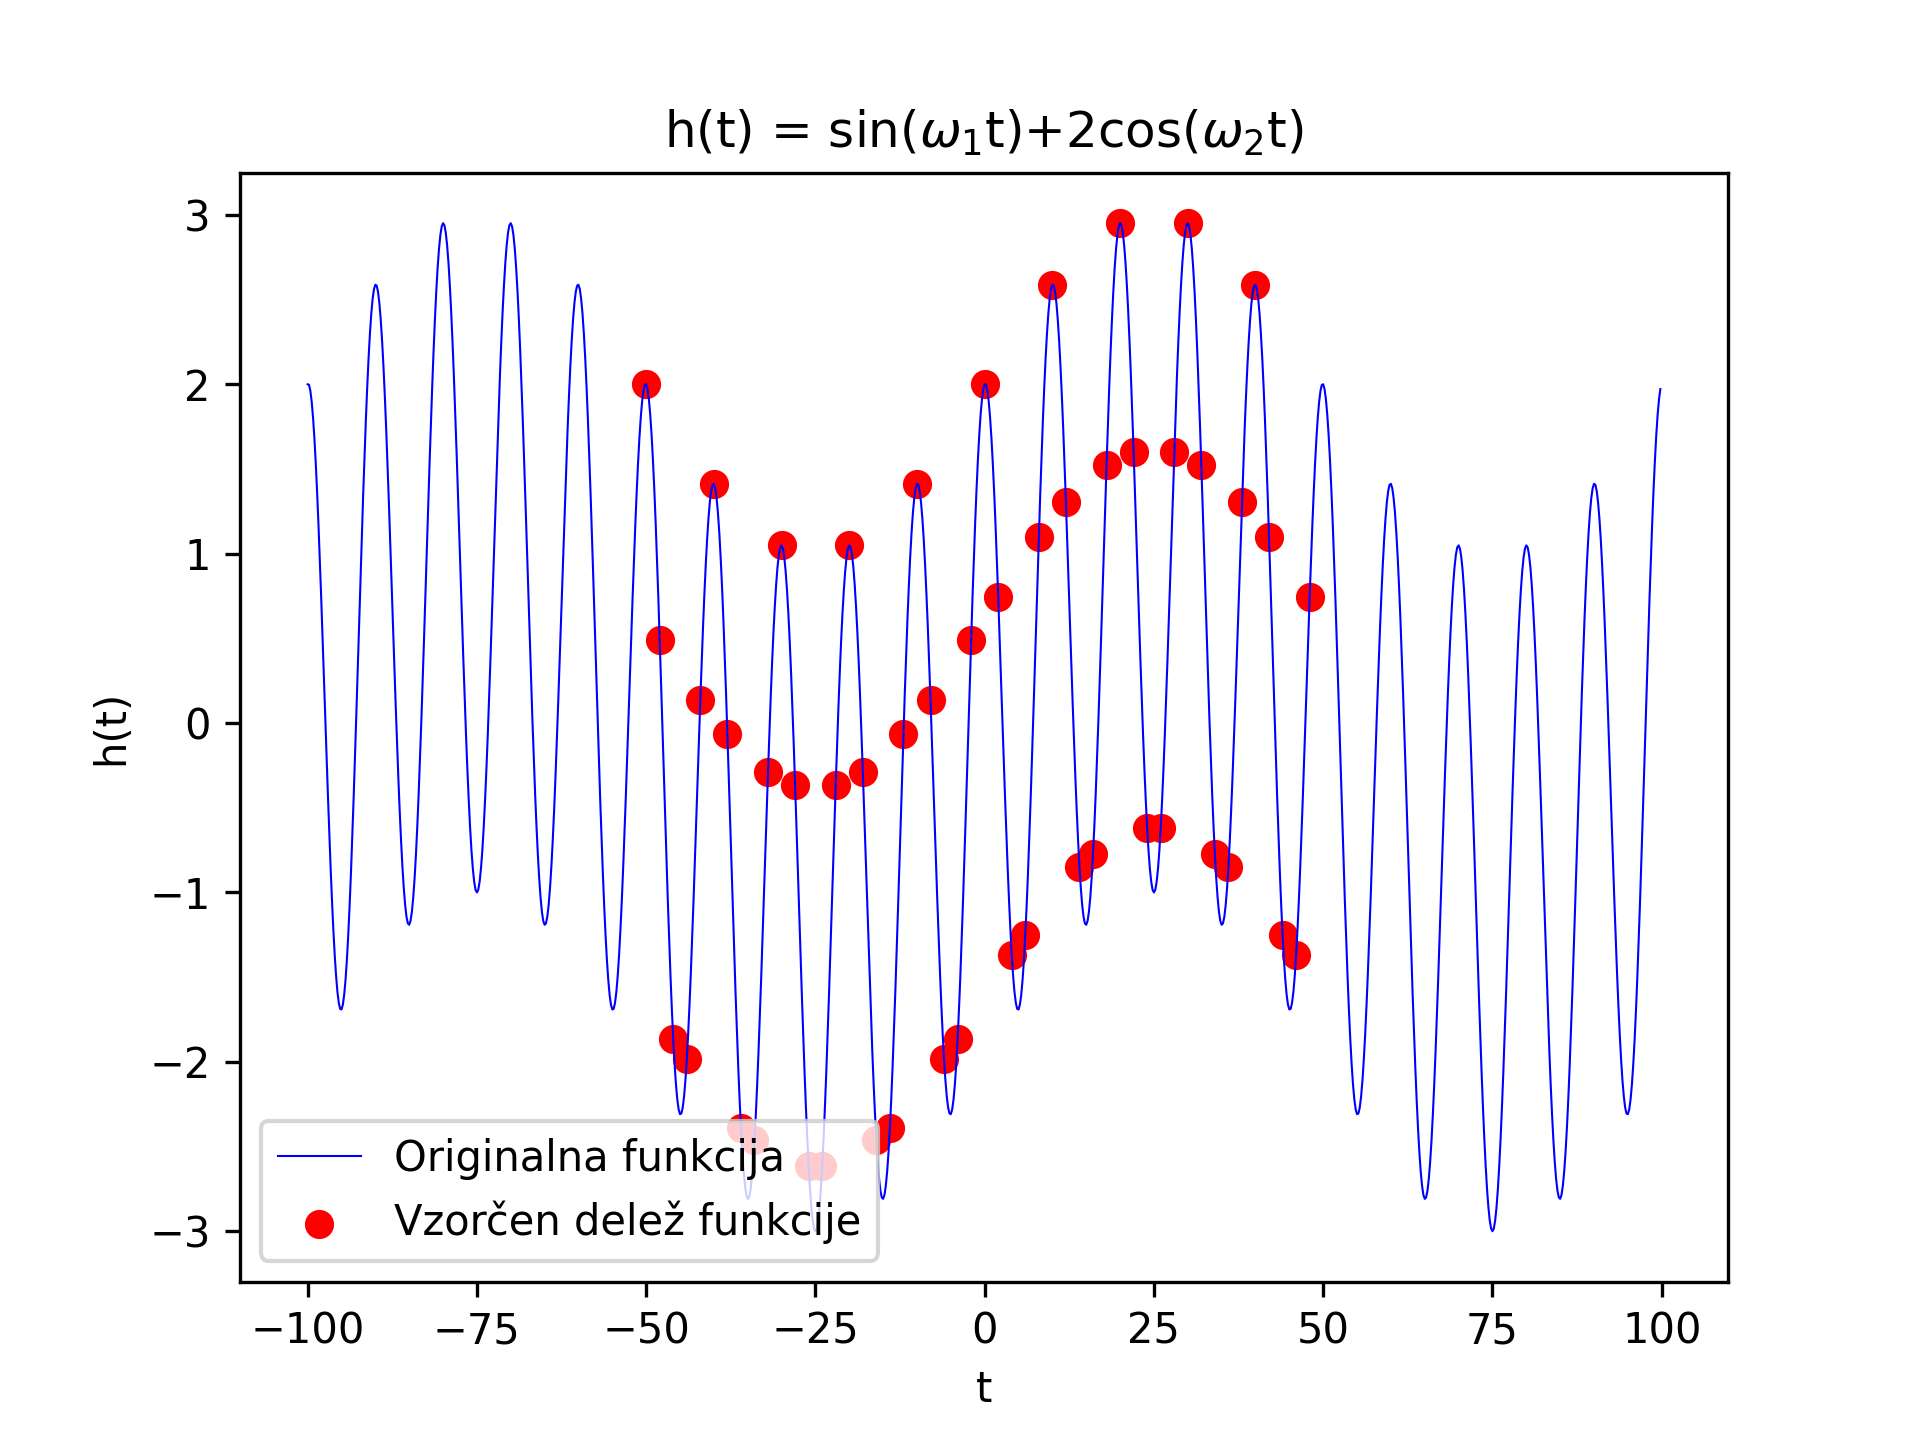 h(t) = sin(ω₁t)+2cos(ω₂t)
h(t)
3
2
1
0
−1
−2
−3
Originalna funkcija
Vzorčen delež funkcije
−100 −75 −50 −25 0 25 50 75 100
t